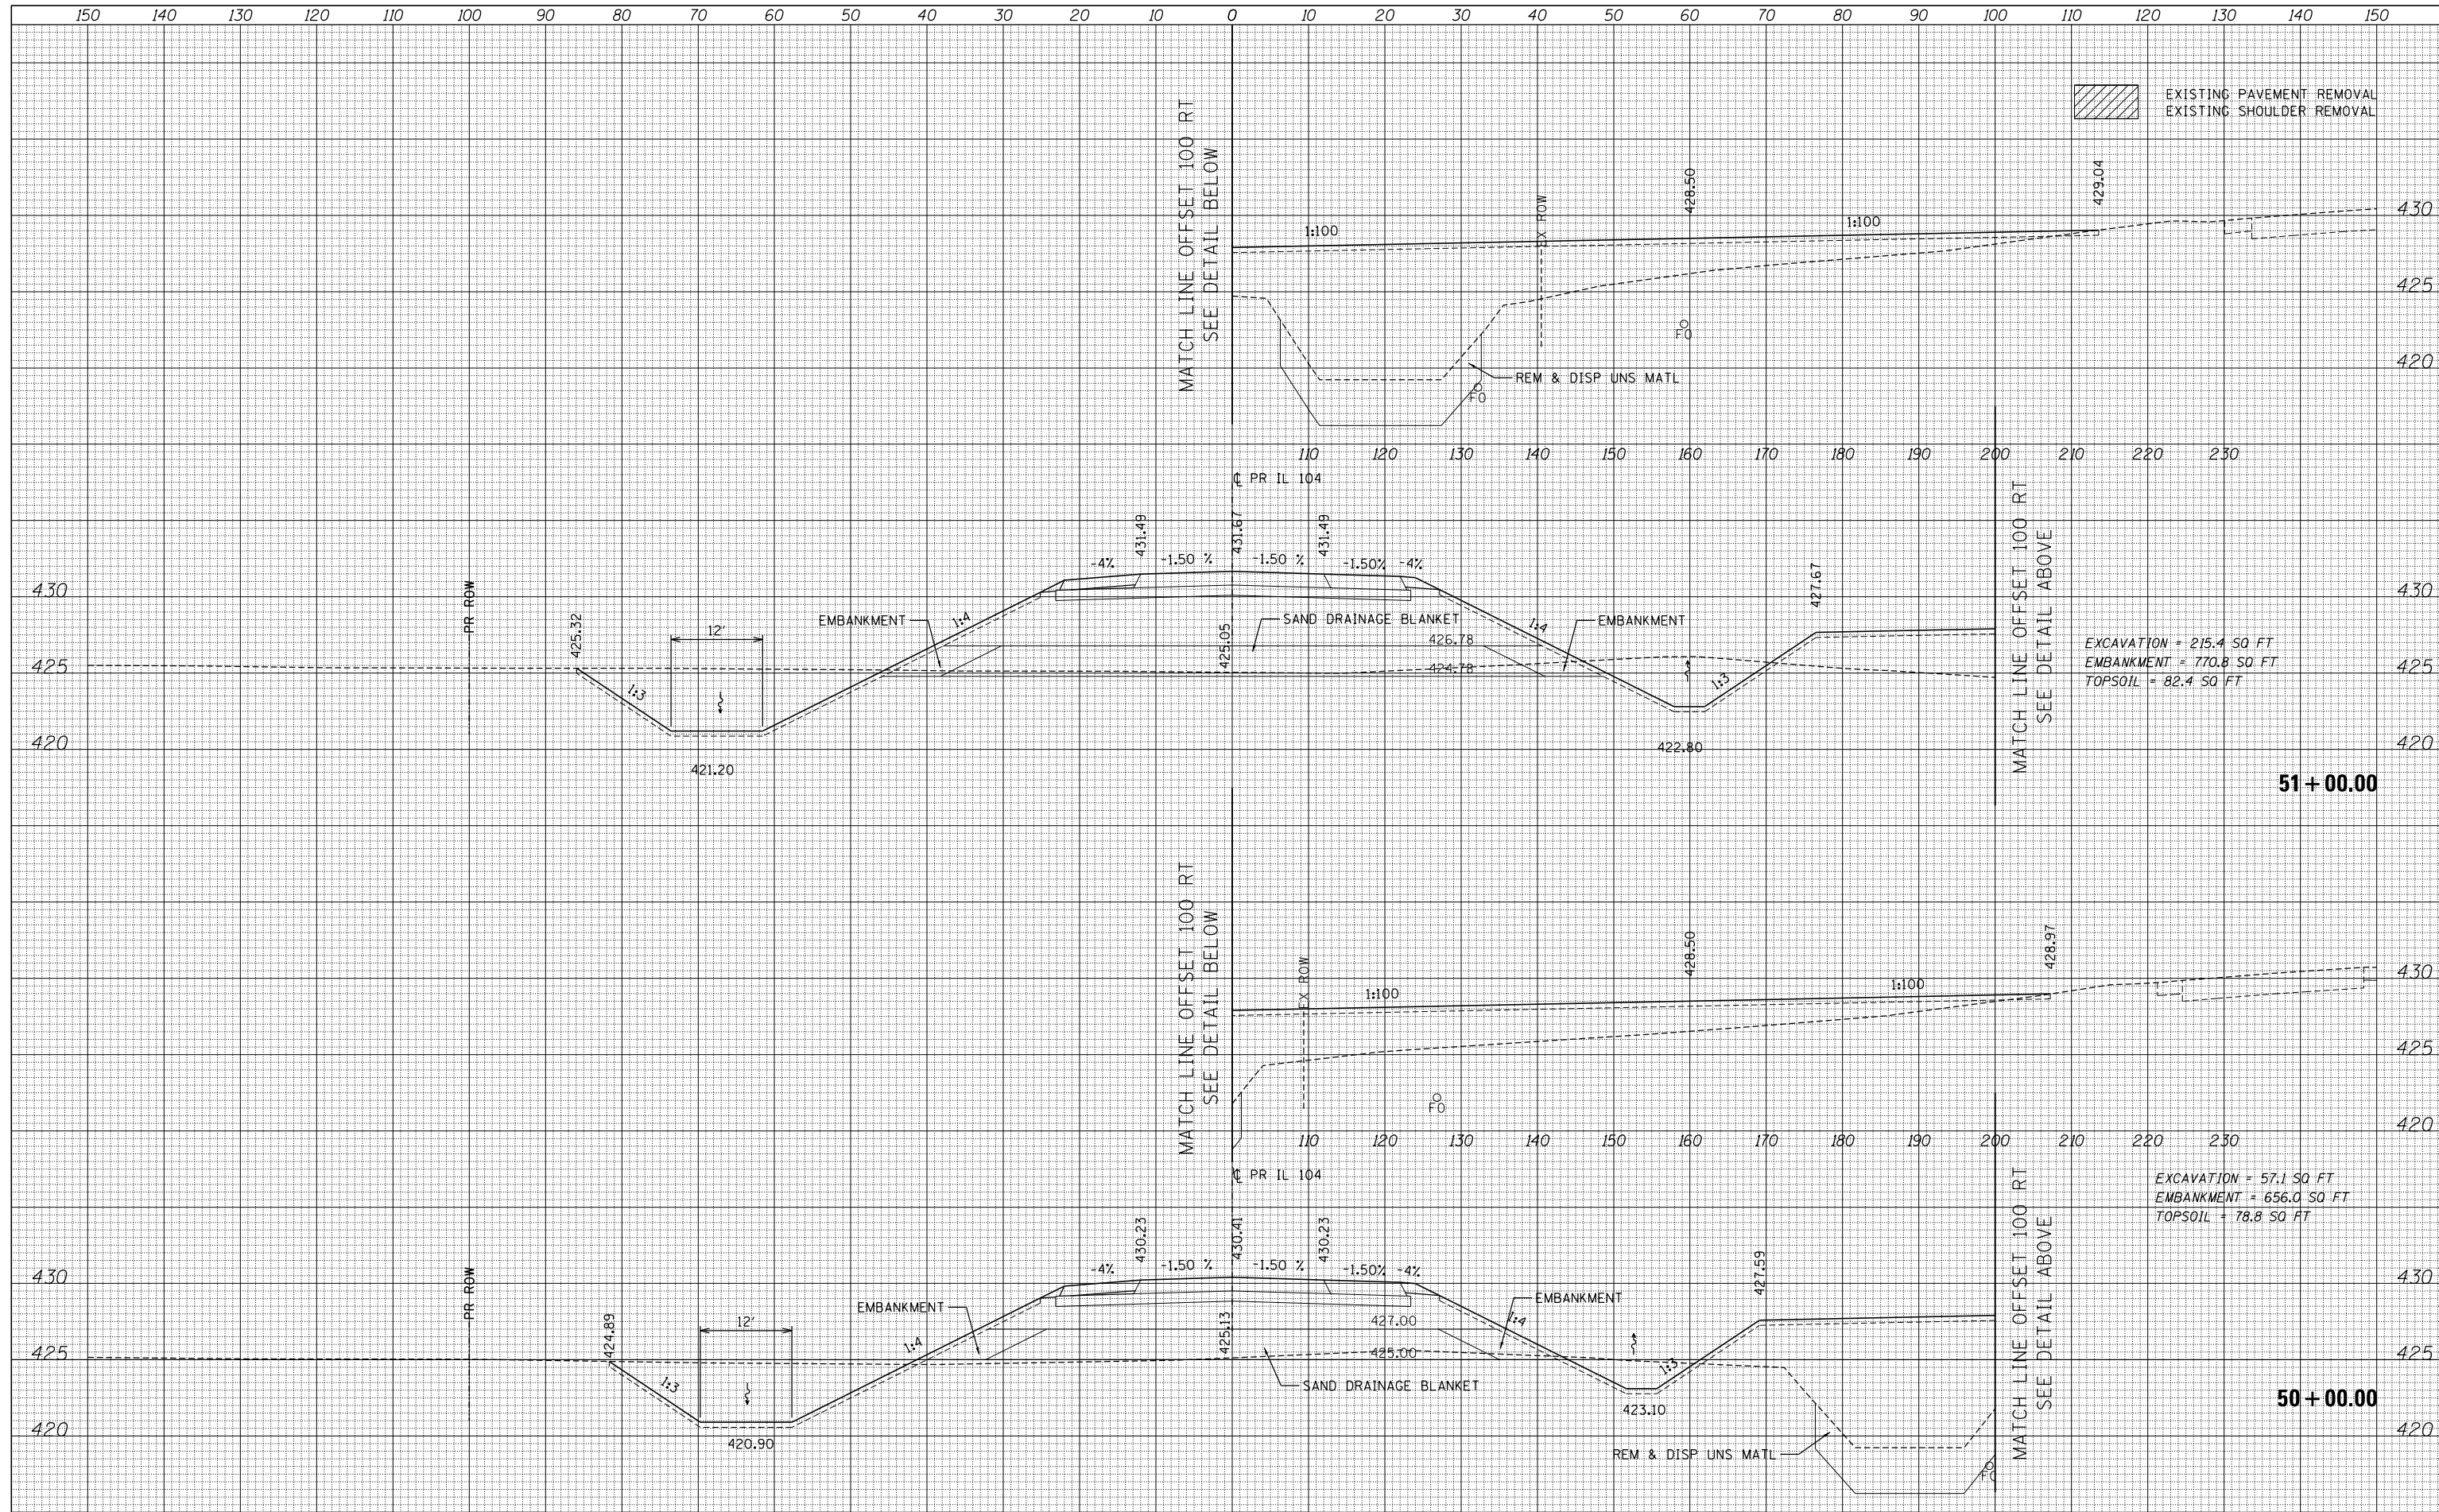 150 140 130 120 110 100 90 80 70 60 50 40 30 20 10 0 10 20 30 40 50 60 70 80 90 100 110 120 130 140 150
EXISTING PAVEMENT REMOVAL
EXISTING SHOULDER REMOVAL
MATCH LINE OFFSET 100 RT
SEE DETAIL BELOW
1:100
EX ROW
428.50
1:100
429.04
430
425
420
FO
REM & DISP UNS MATL
FO
110 120 130 140 150 160 170 180 190 200 210 220 230
℄ PR IL 104
430
425
420
PR ROW
425.32
1:3
12'
421.20
EMBANKMENT
1:4
-4%
431.49
-1.50 %
431.67
-1.50 %
431.49
-1.50%
-4%
425.05
SAND DRAINAGE BLANKET
426.78
424.78
1:4
EMBANKMENT
422.80
1:3
427.67
MATCH LINE OFFSET 100 RT
SEE DETAIL ABOVE
430
425
420
EXCAVATION = 215.4 SQ FT
EMBANKMENT = 770.8 SQ FT
TOPSOIL = 82.4 SQ FT
51+00.00
MATCH LINE OFFSET 100 RT
SEE DETAIL BELOW
EX ROW
1:100
428.50
1:100
428.97
430
425
420
FO
110 120 130 140 150 160 170 180 190 200 210 220 230
℄ PR IL 104
430
425
420
PR ROW
424.89
1:3
12'
420.90
EMBANKMENT
1:4
-4%
430.23
-1.50 %
430.41
-1.50 %
430.23
-1.50%
-4%
425.13
SAND DRAINAGE BLANKET
427.00
425.00
1:4
EMBANKMENT
423.10
1:3
427.59
REM & DISP UNS MATL
FO
MATCH LINE OFFSET 100 RT
SEE DETAIL ABOVE
430
425
420
EXCAVATION = 57.1 SQ FT
EMBANKMENT = 656.0 SQ FT
TOPSOIL = 78.8 SQ FT
50+00.00